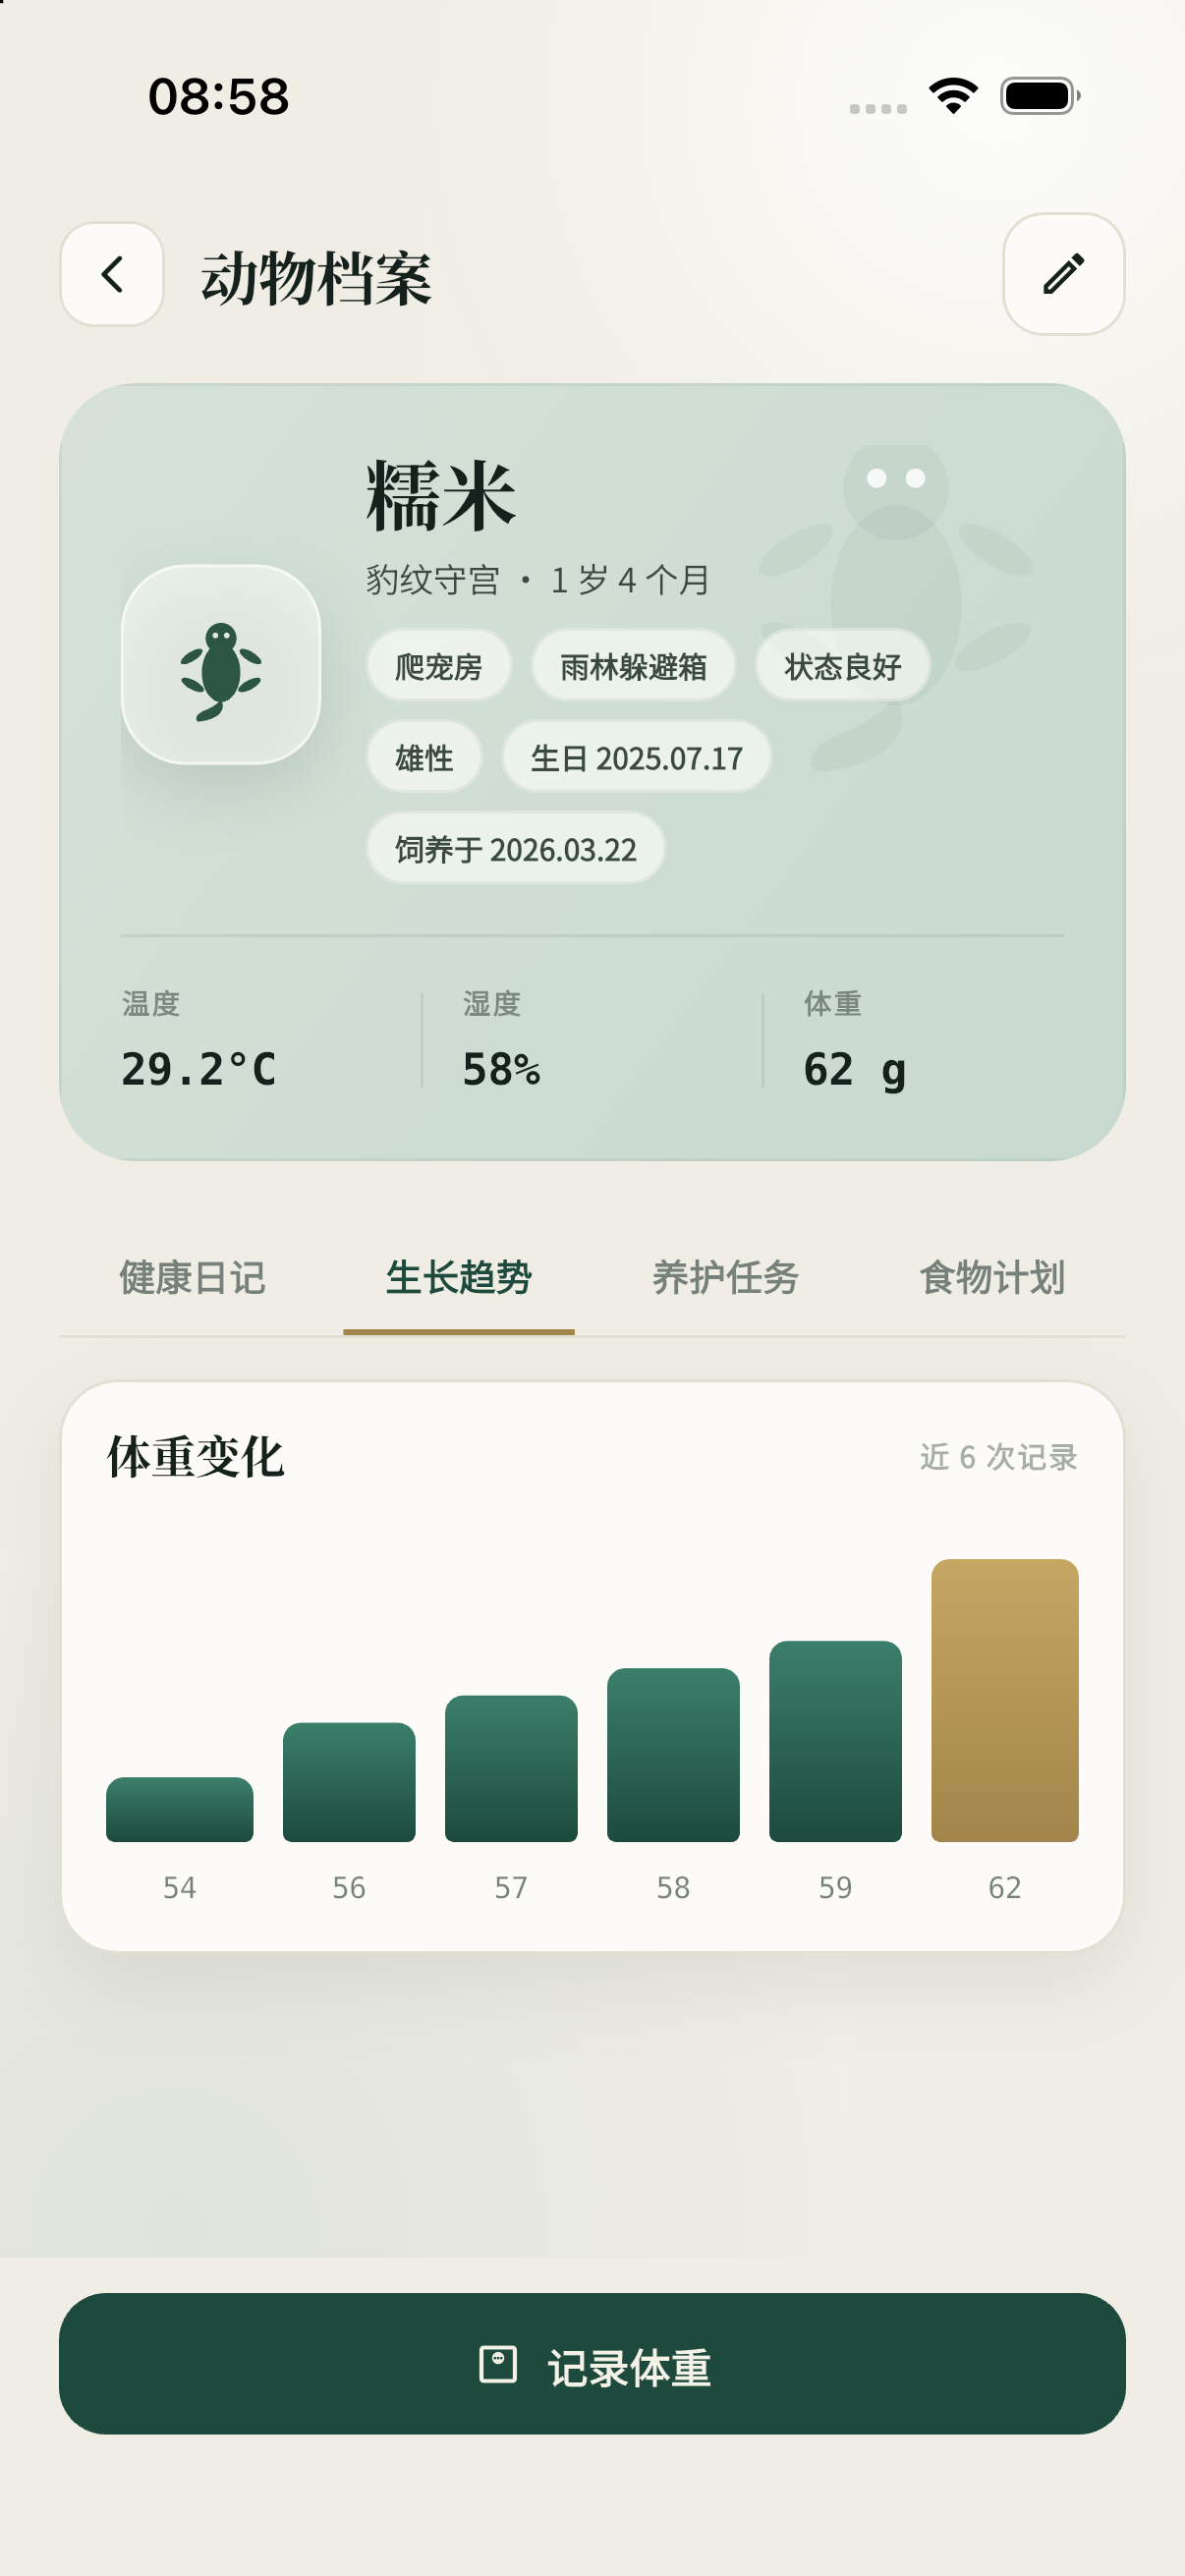 08:58
动物档案
糯米
豹纹守宫 · 1 岁 4 个月
爬宠房 雨林躲避箱 状态良好
雄性 生日 2025.07.17
饲养于 2026.03.22
温度 湿度 体重
29.2°C 58% 62 g
健康日记 生长趋势 养护任务 食物计划
体重变化 近 6 次记录
54 56 57 58 59 62
记录体重